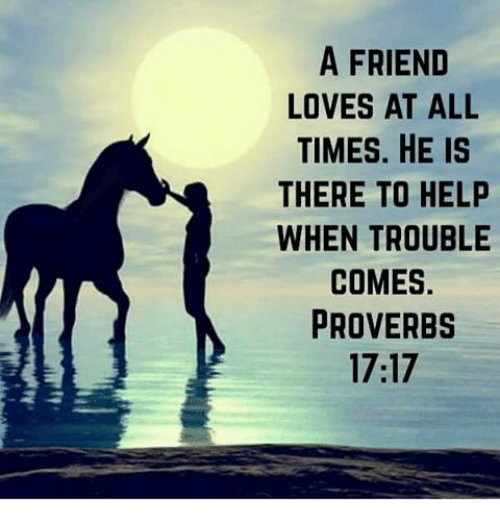 A FRIEND
LOVES AT ALL
TIMES. HE IS
THERE TO HELP
WHEN TROUBLE
COMES.
PROVERBS
17:17